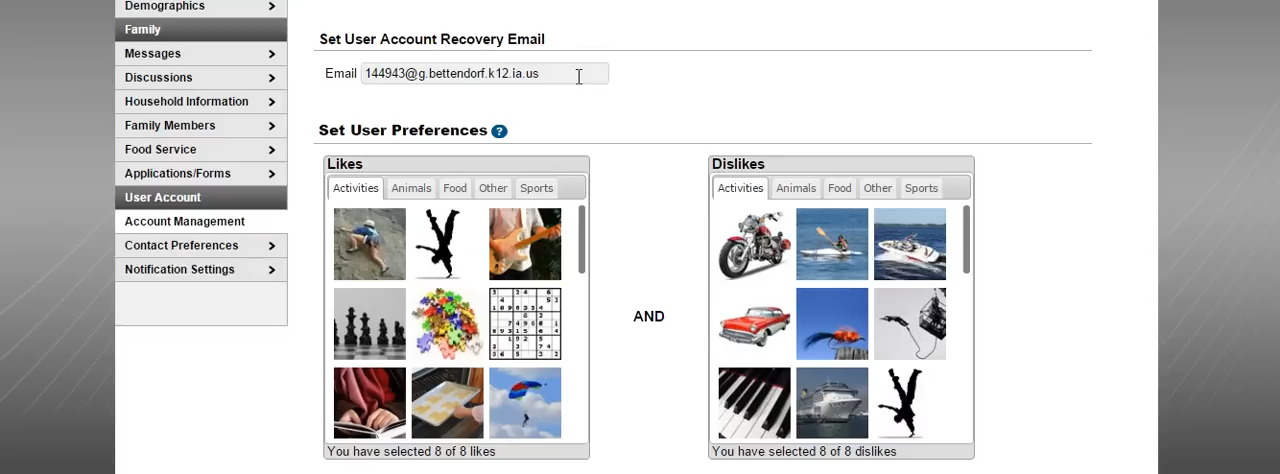 Demographics
Family
Messages
Discussions
Household Information
Family Members
Food Service
Applications/Forms
User Account
Account Management
Contact Preferences
Notification Settings
Set User Account Recovery Email
Email 144943@g.bettendorf.k12.ia.us
Set User Preferences ?
Likes
Activities Animals Food Other Sports
You have selected 8 of 8 likes
AND
Dislikes
Activities Animals Food Other Sports
You have selected 8 of 8 dislikes